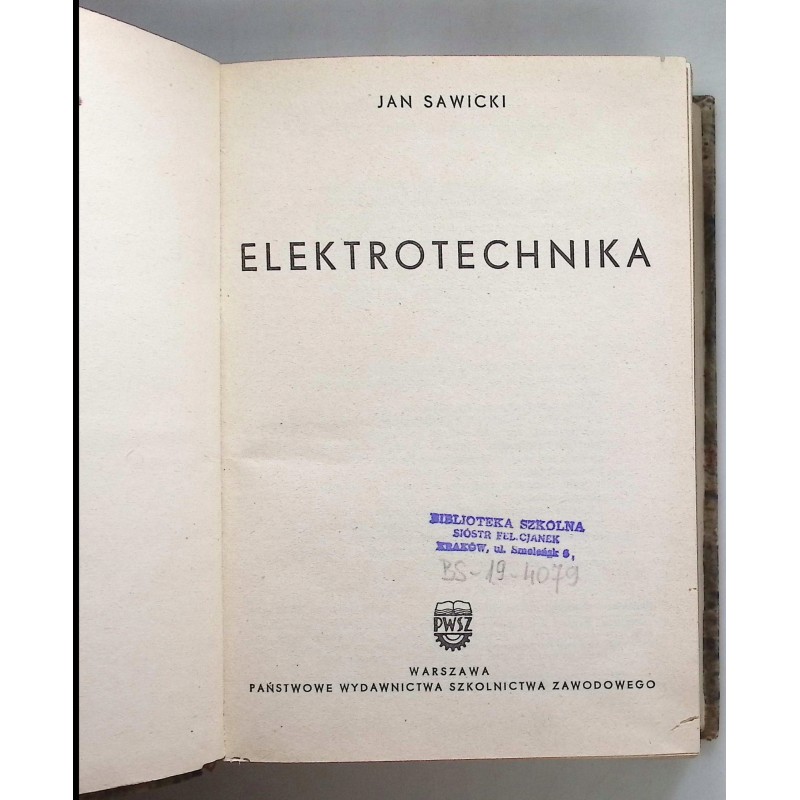 JAN SAWICKI
ELEKTROTECHNIKA
BIBLJOTEKA SZKOLNA
SIÓSTR FEL.CJANEK
KRAKÓW, ul. Smoleńsk 6,
BS-19-4079
PWSZ
WARSZAWA
PAŃSTWOWE WYDAWNICTWA SZKOLNICTWA ZAWODOWEGO